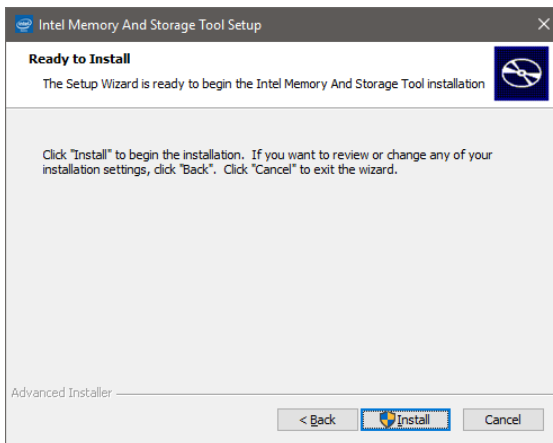 Intel Memory And Storage Tool Setup
Ready to Install
The Setup Wizard is ready to begin the Intel Memory And Storage Tool installation
Click "Install" to begin the installation.  If you want to review or change any of your
installation settings, click "Back".  Click "Cancel" to exit the wizard.
Advanced Installer
< Back
Install
Cancel